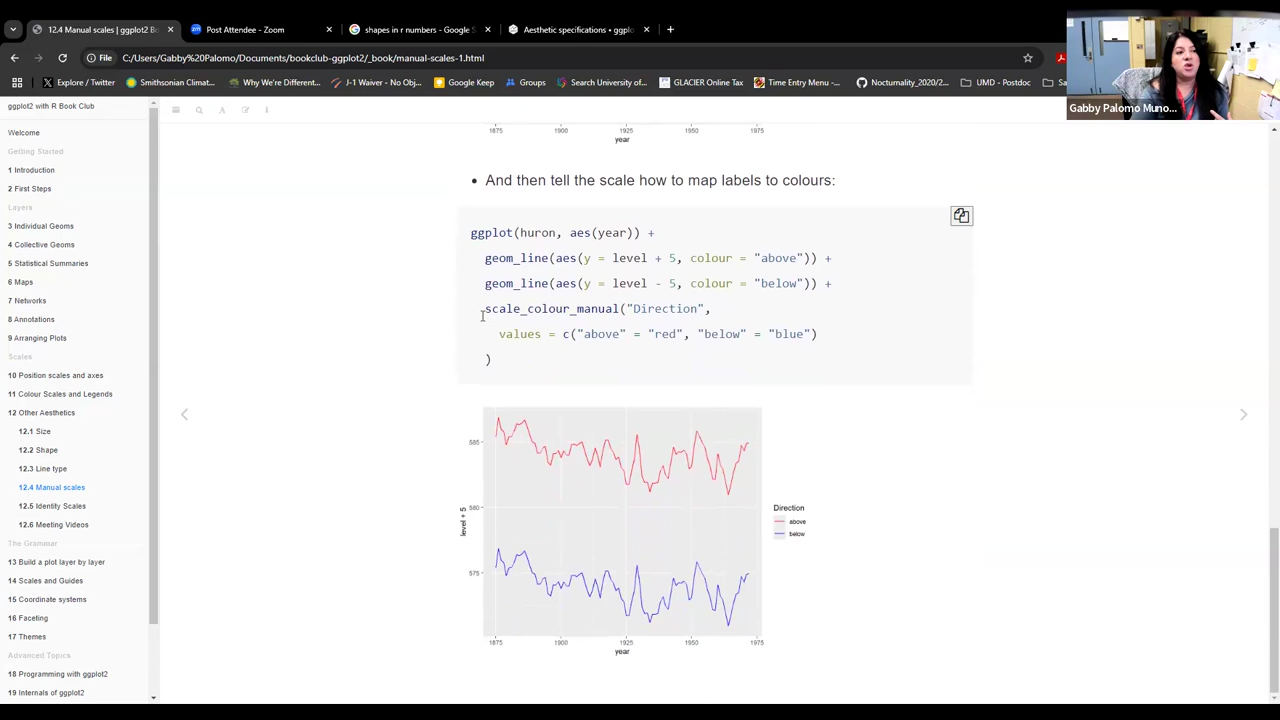 12.4 Manual scales | ggplot2 Bo
Post Attendee - Zoom
shapes in r numbers - Google S
Aesthetic specifications • ggplo
File
C:/Users/Gabby%20Palomo/Documents/bookclub-ggplot2/_book/manual-scales-1.html
Explore / Twitter
Smithsonian Climat...
Why We're Different...
J-1 Waiver - No Obj...
Google Keep
Groups
Search University of...
GLACIER Online Tax
Time Entry Menu -...
Nocturnality_2020/2...
UMD - Postdoc
Sa
Gabby Palomo Muno...
ggplot2 with R Book Club
Welcome
Getting Started
1 Introduction
2 First Steps
Layers
3 Individual Geoms
4 Collective Geoms
5 Statistical Summaries
6 Maps
7 Networks
8 Annotations
9 Arranging Plots
Scales
10 Position scales and axes
11 Colour Scales and Legends
12 Other Aesthetics
12.1 Size
12.2 Shape
12.3 Line type
12.4 Manual scales
12.5 Identity Scales
12.6 Meeting Videos
The Grammar
13 Build a plot layer by layer
14 Scales and Guides
15 Coordinate systems
16 Faceting
17 Themes
Advanced Topics
18 Programming with ggplot2
19 Internals of ggplot2
1875 1900 1925 1950 1975
year
• And then tell the scale how to map labels to colours:
ggplot(huron, aes(year)) +
geom_line(aes(y = level + 5, colour = "above")) +
geom_line(aes(y = level - 5, colour = "below")) +
scale_colour_manual("Direction",
values = c("above" = "red", "below" = "blue")
)
585
580
575
level + 5
1875 1900 1925 1950 1975
year
Direction
above
below